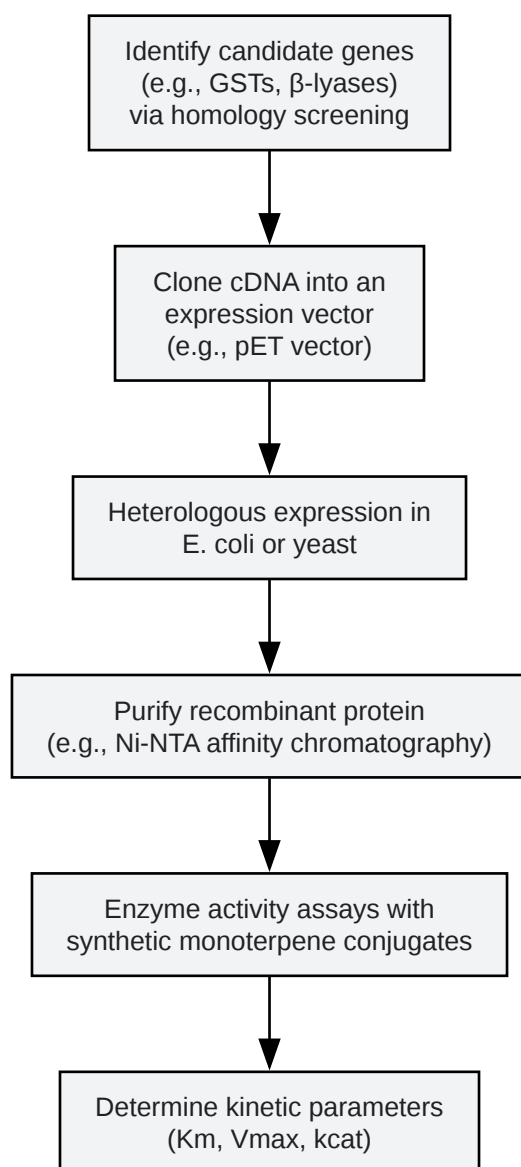 Identify candidate genes
(e.g., GSTs, β-lyases)
via homology screening
Clone cDNA into an
expression vector
(e.g., pET vector)
Heterologous expression in
E. coli or yeast
Purify recombinant protein
(e.g., Ni-NTA affinity chromatography)
Enzyme activity assays with
synthetic monoterpene conjugates
Determine kinetic parameters
(Km, Vmax, kcat)